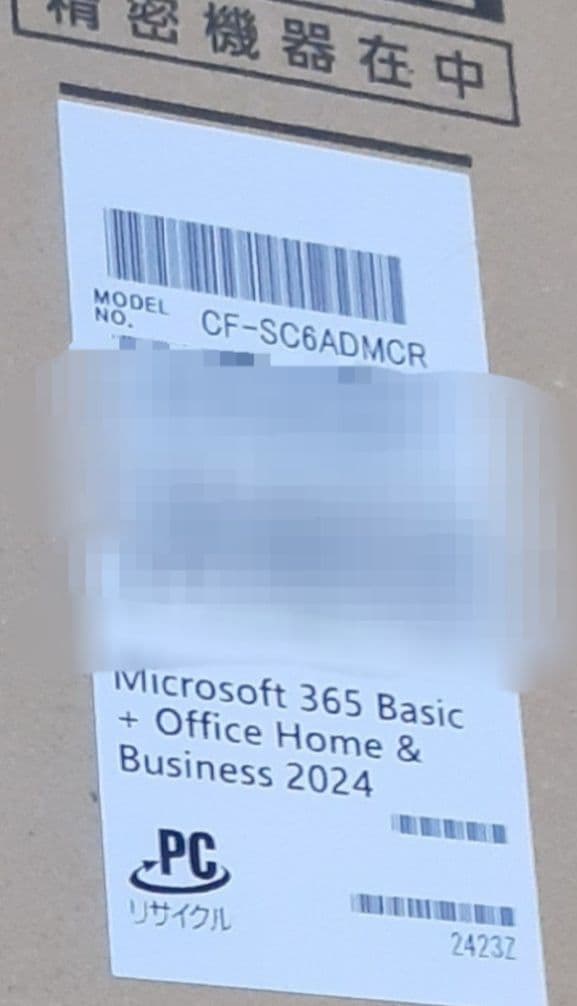 精密機器在中
MODEL
NO. CF-SC6ADMCR
Microsoft 365 Basic
+ Office Home &
Business 2024
PC
リサイクル
2423Z